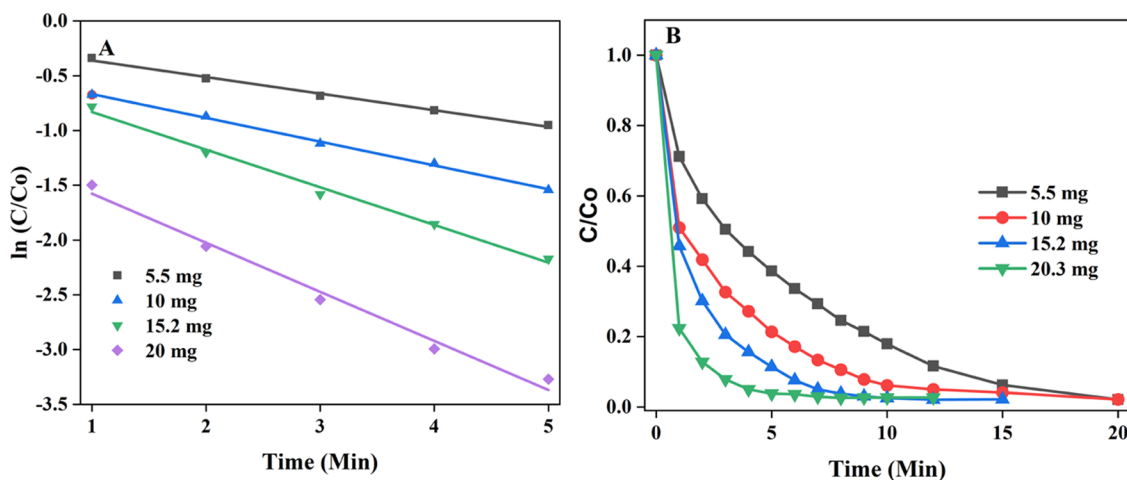 A
0.0
-0.5
-1.0
-1.5
-2.0
-2.5
-3.0
-3.5
ln (C/Co)
5.5 mg
10 mg
15.2 mg
20 mg
1
2
3
4
5
Time (Min)
B
1.0
0.8
0.6
0.4
0.2
0.0
C/Co
5.5 mg
10 mg
15.2 mg
20.3 mg
0
5
10
15
20
Time (Min)